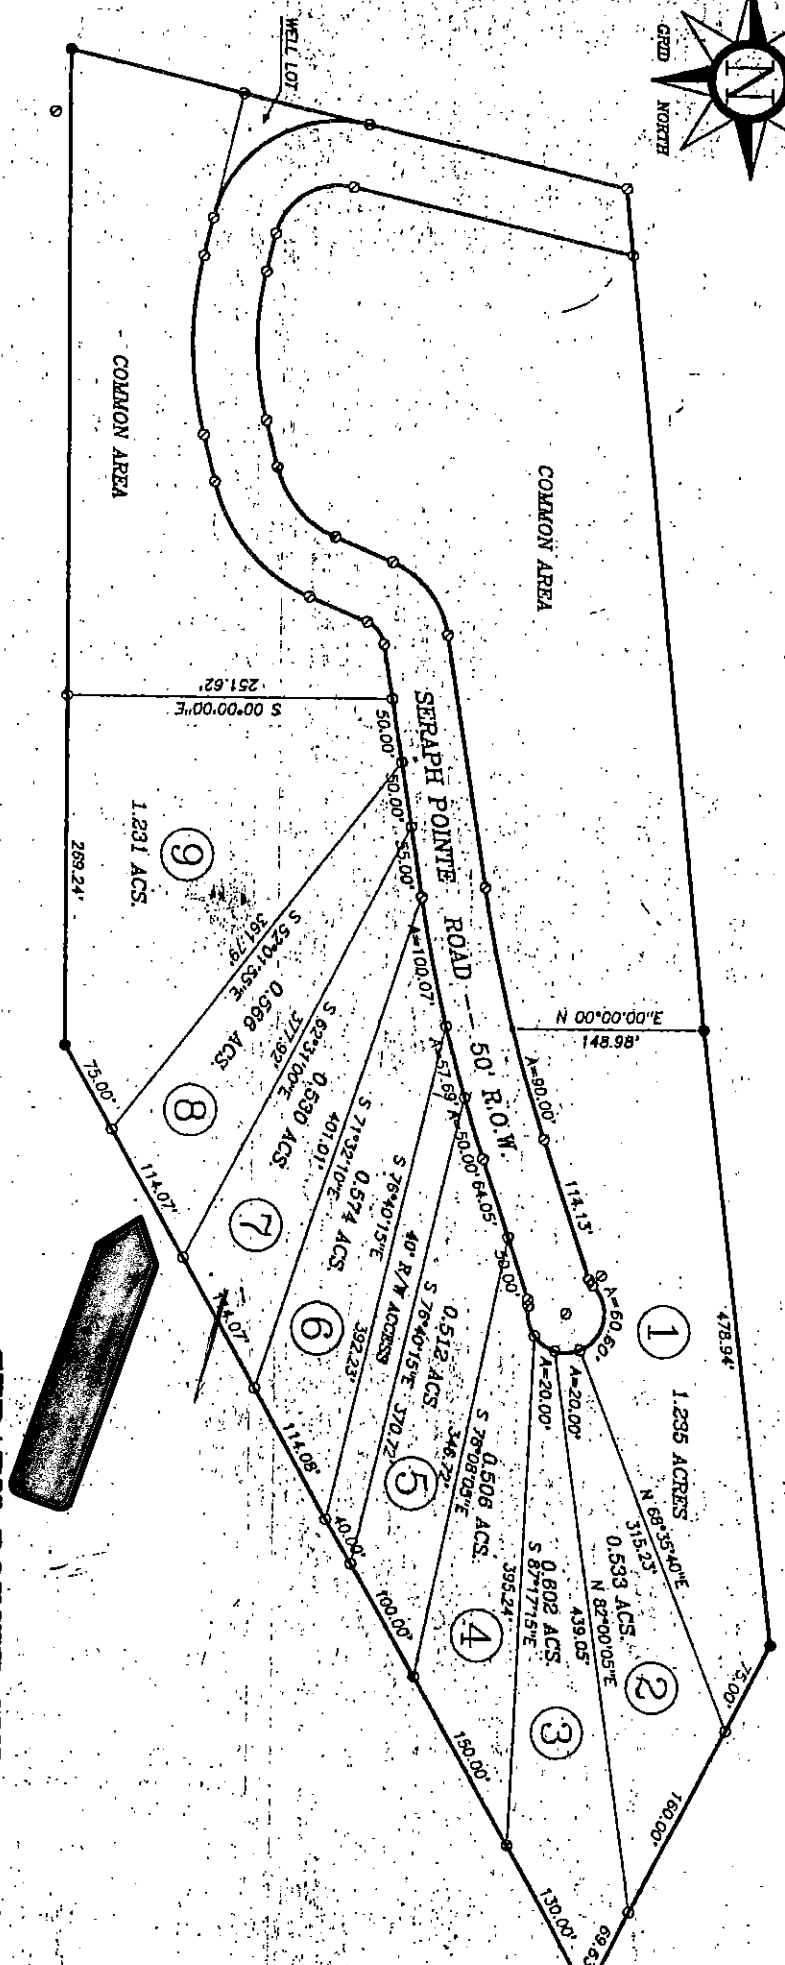 N
GRID NORTH
WELL LOT
COMMON AREA
COMMON AREA
SERAPH POINTE ROAD — 50' R.O.W.
S 00°00'00"E
251.62'
50.00'
50.00'
55.00'
A=100.07'
A=57.69'
A=50.00'
64.05'
50.00'
N 00°00'00"E
148.98'
A=90.00'
114.13'
A=60.60'
A=20.00'
A=20.00'
478.94'
1
1.235 ACRES
N 68°35'40"E
315.23'
2
0.533 ACS.
N 82°00'05"E
439.05'
3
0.602 ACS.
S 87°17'15"E
395.24'
4
0.506 ACS.
S 78°08'05"E
346.72'
5
0.512 ACS.
S 76°40'15"E 370.72'
40' R/W ACCESS
S 76°40'15"E
392.23'
6
0.574 ACS.
S 71°32'10"E
401.01'
7
0.530 ACS.
S 62°31'00"E
377.92'
8
0.566 ACS.
S 52°01'55"E
361.79'
9
1.231 ACS.
269.24'
75.00'
114.07'
114.07'
114.08'
40.00'
100.00'
150.00'
130.00'
75.00'
160.00'